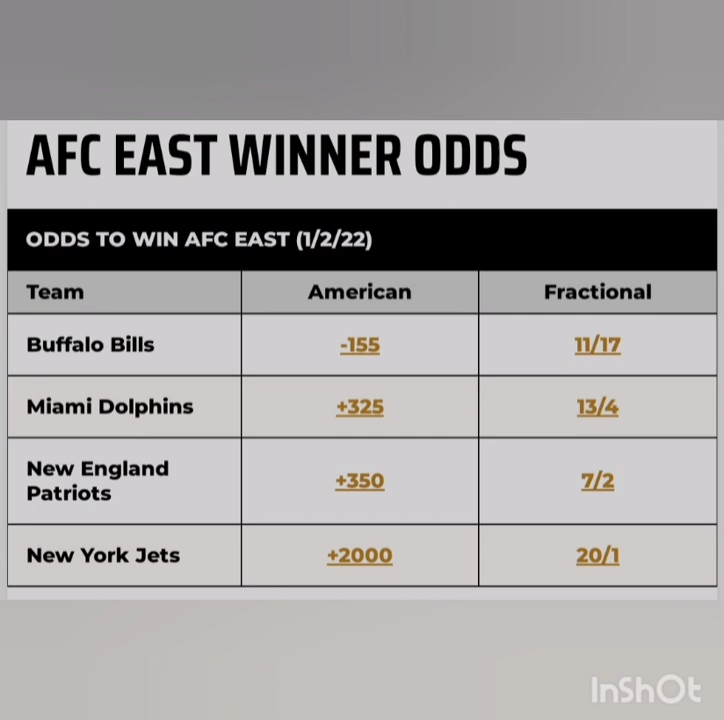 AFC EAST WINNER ODDS
ODDS TO WIN AFC EAST (1/2/22)
Team American Fractional
Buffalo Bills -155 11/17
Miami Dolphins +325 13/4
New England
Patriots +350 7/2
New York Jets +2000 20/1
InShOt